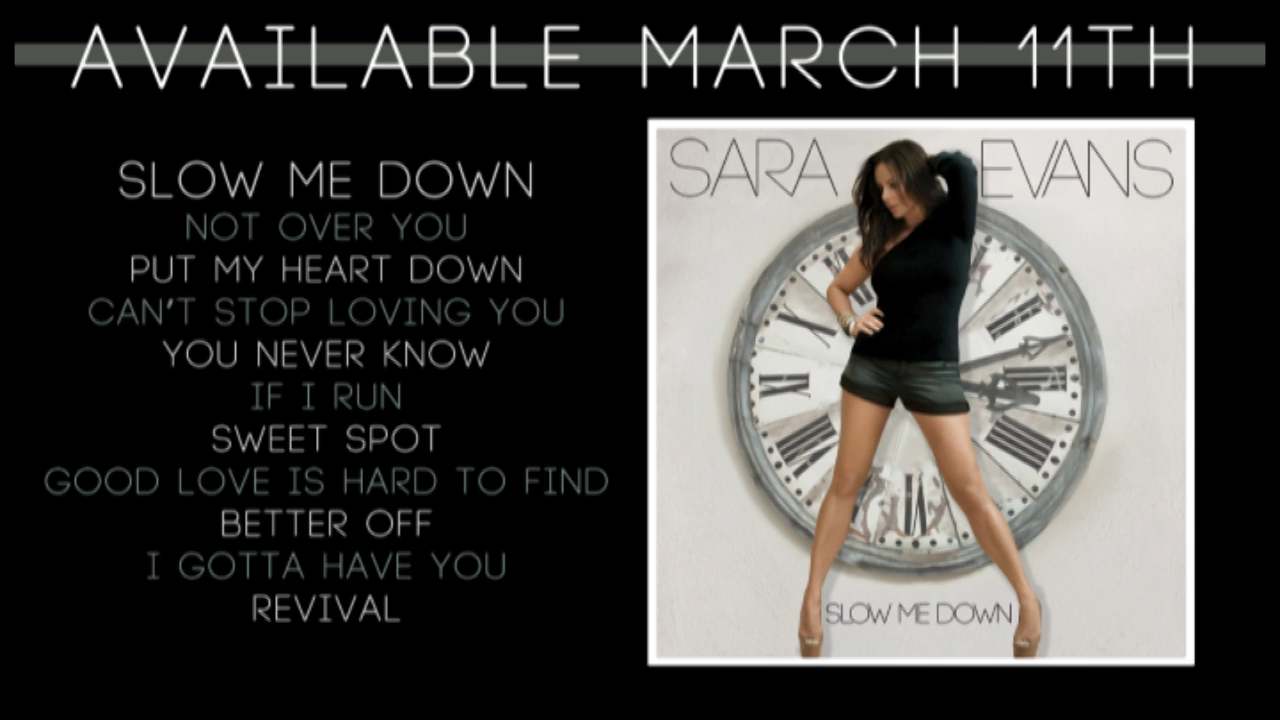 AVAILABLE MARCH 11TH
SLOW ME DOWN
NOT OVER YOU
PUT MY HEART DOWN
CAN'T STOP LOVING YOU
YOU NEVER KNOW
IF I RUN
SWEET SPOT
GOOD LOVE IS HARD TO FIND
BETTER OFF
I GOTTA HAVE YOU
REVIVAL
SARA EVANS
SLOW ME DOWN